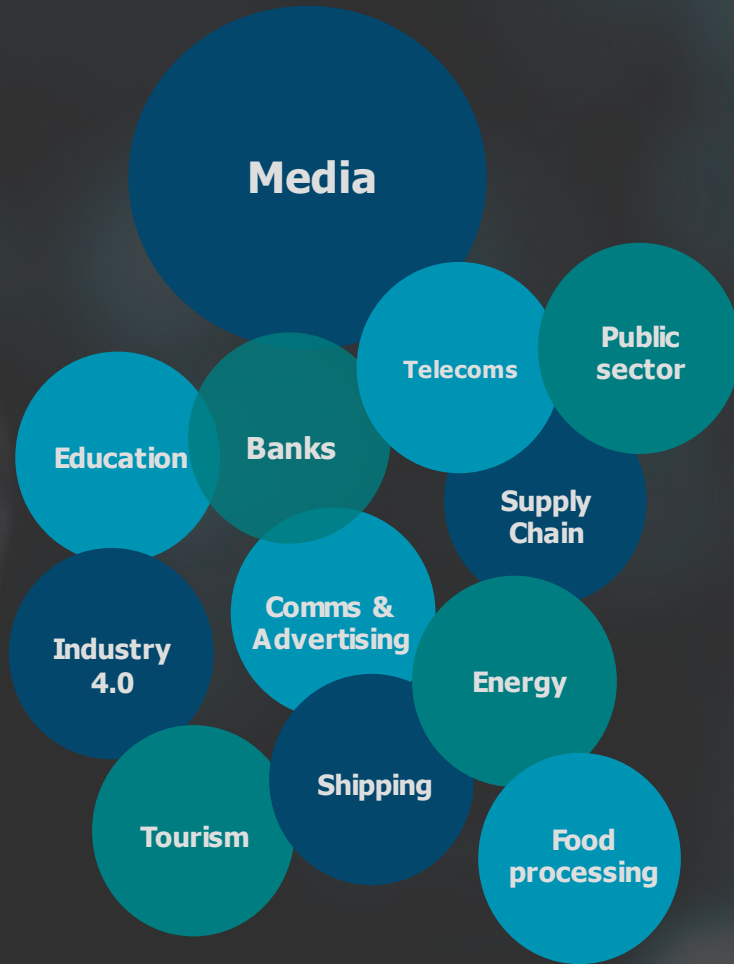 Media
Public
sector
Telecoms
Education
Banks
Supply
Chain
Comms &
Advertising
Industry
4.0
Energy
Shipping
Tourism
Food
processing